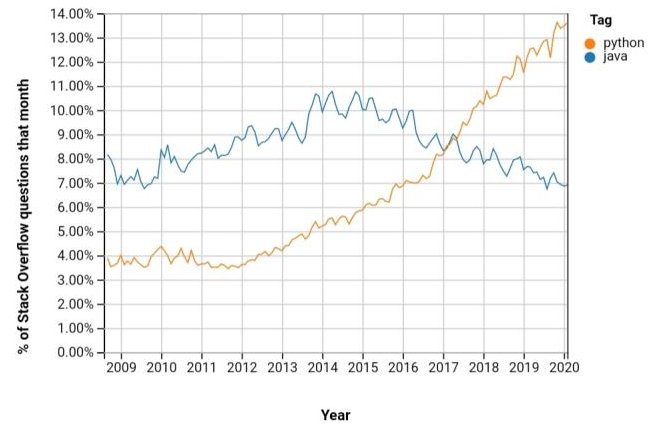 14.00%
13.00%
12.00%
11.00%
10.00%
9.00%
8.00%
7.00%
6.00%
5.00%
4.00%
3.00%
2.00%
1.00%
0.00%
% of Stack Overflow questions that month
2009 2010 2011 2012 2013 2014 2015 2016 2017 2018 2019 2020
Year
Tag
python
java